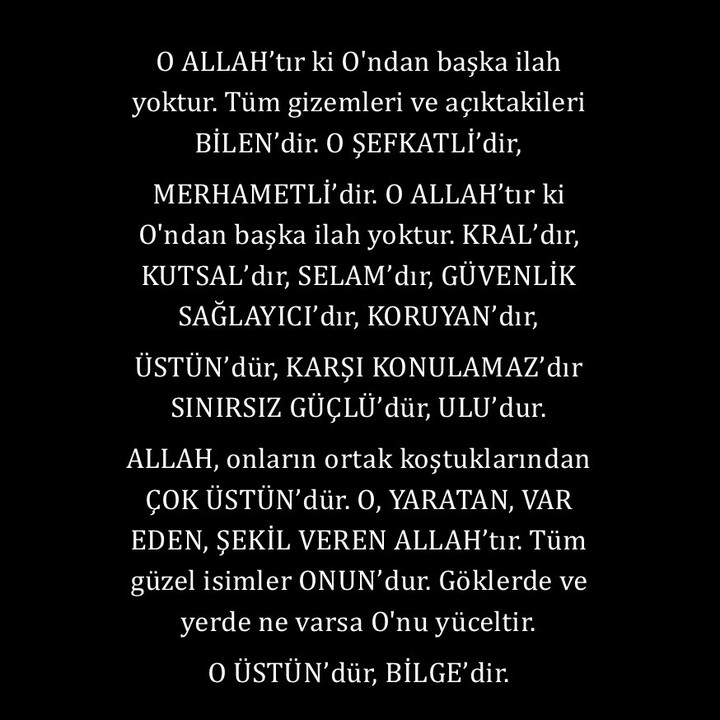 O ALLAH’tır ki O'ndan başka ilah
yoktur. Tüm gizemleri ve açıktakileri
BİLEN’dir. O ŞEFKATLİ’dir,
MERHAMETLİ’dir. O ALLAH’tır ki
O'ndan başka ilah yoktur. KRAL’dır,
KUTSAL’dır, SELAM’dır, GÜVENLİK
SAĞLAYICI’dır, KORUYAN’dır,
ÜSTÜN’dür, KARŞI KONULAMAZ’dır
SINIRSIZ GÜÇLÜ’dür, ULU’dur.
ALLAH, onların ortak koştuklarından
ÇOK ÜSTÜN’dür. O, YARATAN, VAR
EDEN, ŞEKİL VEREN ALLAH’tır. Tüm
güzel isimler ONUN’dur. Göklerde ve
yerde ne varsa O'nu yüceltir.
O ÜSTÜN’dür, BİLGE’dir.